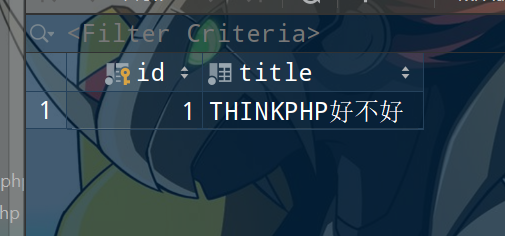 <Filter Criteria>
id title
1 1 THINKPHP好不好
php
hp